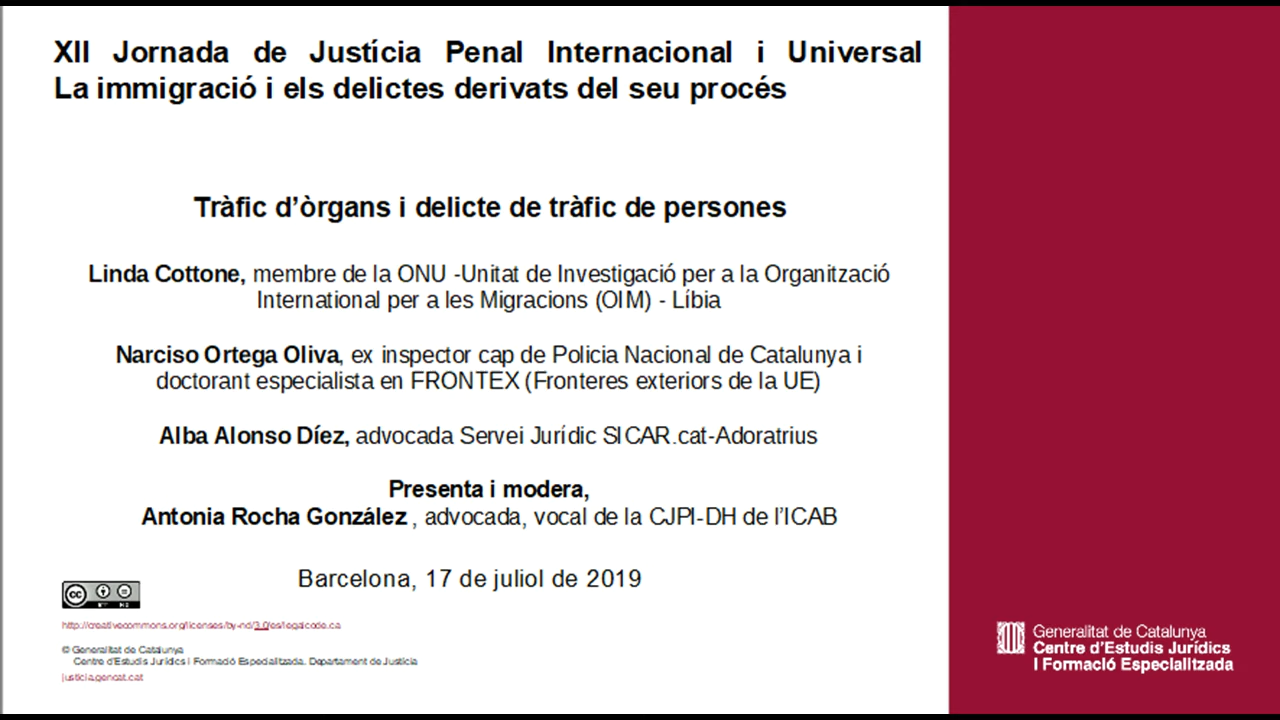 XII Jornada de Justícia Penal Internacional i Universal
La immigració i els delictes derivats del seu procés
Tràfic d'òrgans i delicte de tràfic de persones
Linda Cottone, membre de la ONU -Unitat de Investigació per a la Organització
International per a les Migracions (OIM) - Líbia
Narciso Ortega Oliva, ex inspector cap de Policia Nacional de Catalunya i
doctorant especialista en FRONTEX (Fronteres exteriors de la UE)
Alba Alonso Díez, advocada Servei Jurídic SICAR.cat-Adoratrius
Presenta i modera,
Antonia Rocha González , advocada, vocal de la CJPI-DH de l'ICAB
Barcelona, 17 de juliol de 2019
cc
http://creativecommons.org/licenses/by-nd/3.0/es/legalcode.ca
© Generalitat de Catalunya
Centre d'Estudis Jurídics i Formació Especialitzada. Departament de Justícia
justicia.gencat.cat
Generalitat de Catalunya
Centre d'Estudis Jurídics
i Formació Especialitzada